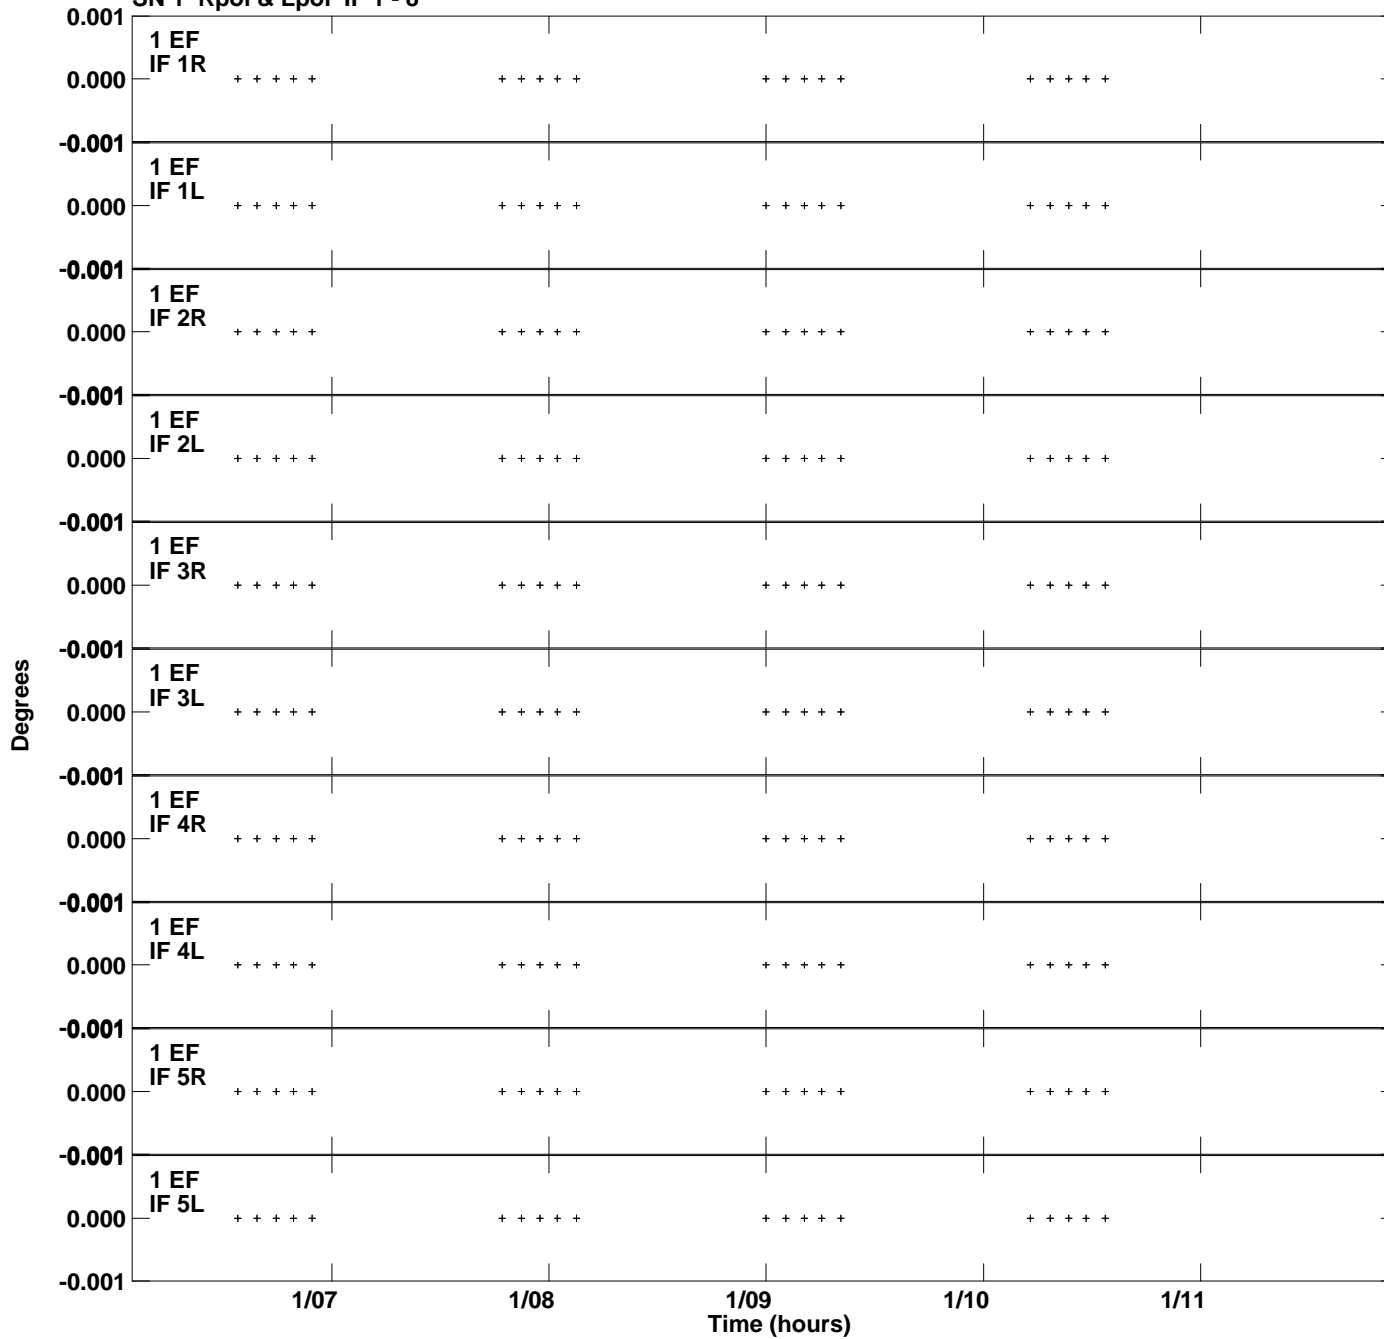 SN 1 Rpol & Lpol IF 1 - 8
0.001
1 EF
IF 1R
0.000
-0.001
1 EF
IF 1L
0.000
-0.001
1 EF
IF 2R
0.000
-0.001
1 EF
IF 2L
0.000
-0.001
1 EF
IF 3R
0.000
-0.001
1 EF
IF 3L
0.000
-0.001
1 EF
IF 4R
0.000
-0.001
1 EF
IF 4L
0.000
-0.001
1 EF
IF 5R
0.000
-0.001
1 EF
IF 5L
0.000
-0.001
Degrees
1/07 1/08 1/09 1/10 1/11
Time (hours)